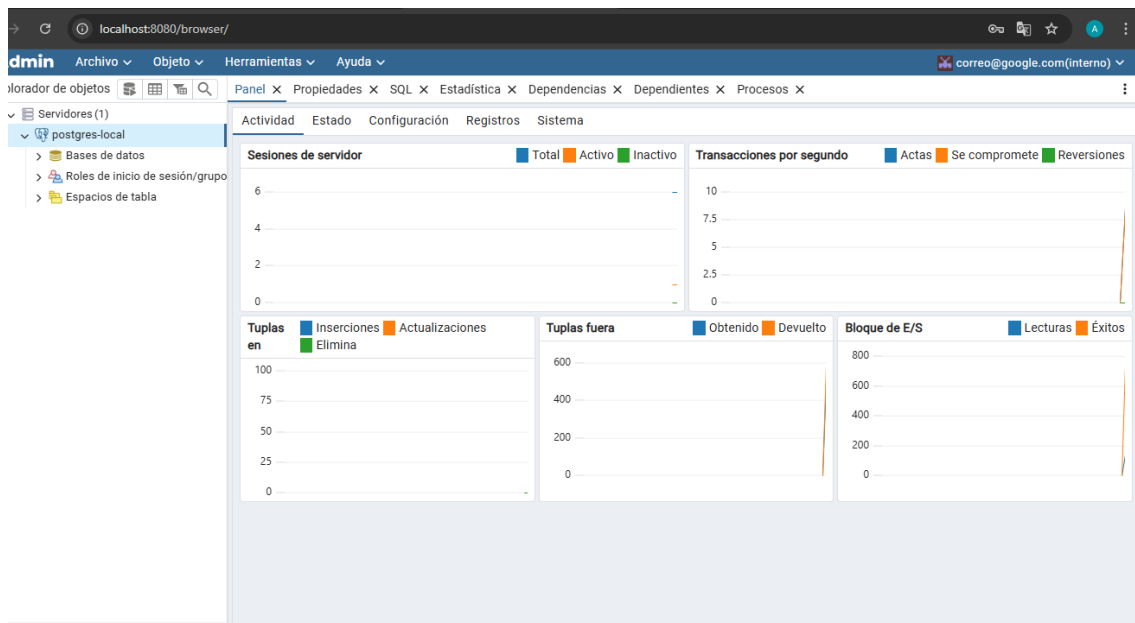 localhost:8080/browser/
A
dmin Archivo Objeto Herramientas Ayuda correo@google.com(interno)
plorador de objetos Panel Propiedades SQL Estadística Dependencias Dependientes Procesos
Servidores (1)
postgres-local
Bases de datos
Roles de inicio de sesión/grupo
Espacios de tabla
Actividad Estado Configuración Registros Sistema
Sesiones de servidor Total Activo Inactivo
6
4
2
0
Transacciones por segundo Actas Se compromete Reversiones
10
7.5
5
2.5
0
Tuplas en Inserciones Actualizaciones
Elimina
100
75
50
25
0
Tuplas fuera Obtenido Devuelto
600
400
200
0
Bloque de E/S Lecturas Éxitos
800
600
400
200
0